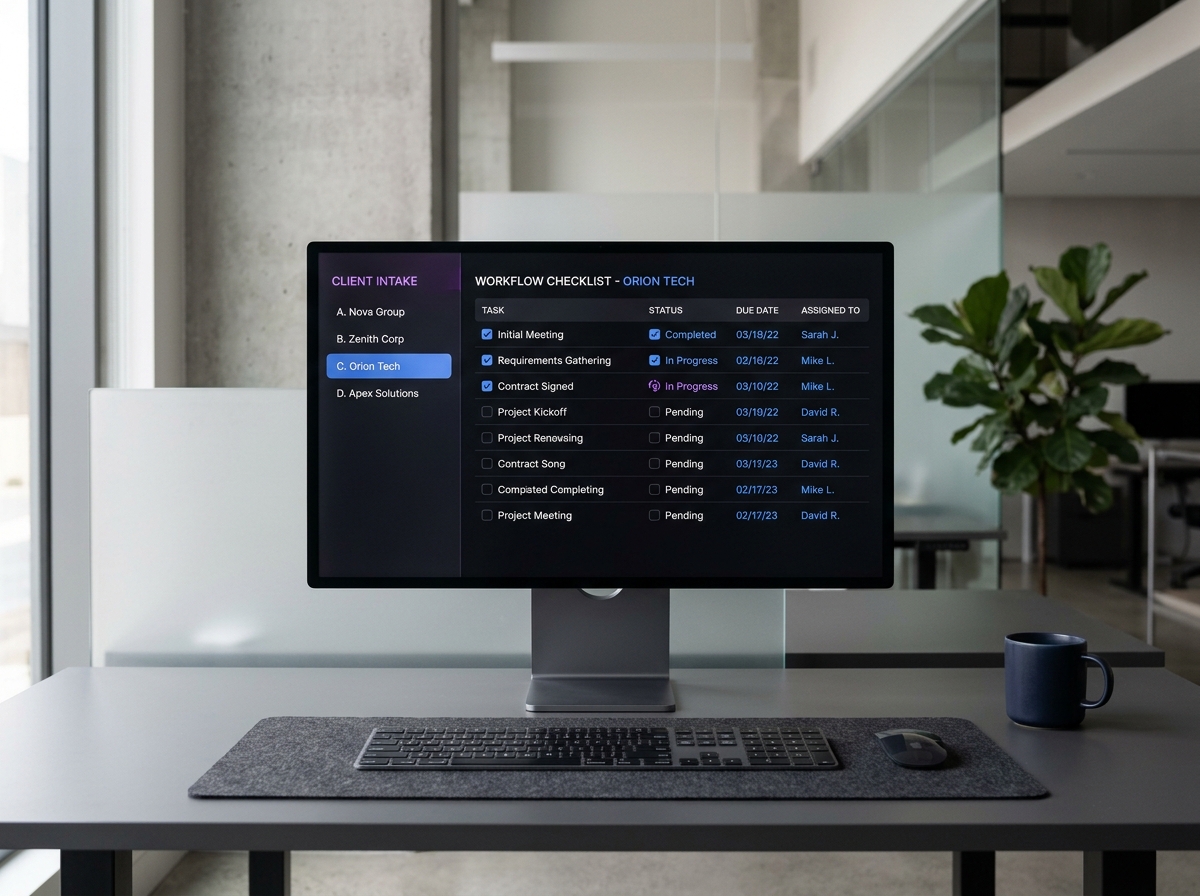 CLIENT INTAKE
A. Nova Group
B. Zenith Corp
C. Orion Tech
D. Apex Solutions
WORKFLOW CHECKLIST - ORION TECH
TASK STATUS DUE DATE ASSIGNED TO
Initial Meeting Completed 03/18/22 Sarah J.
Requirements Gathering In Progress 02/16/22 Mike L.
Contract Signed In Progress 03/10/22 Mike L.
Project Kickoff Pending 03/19/22 David R.
Project Pending 03/10/22 Sarah J.
Contract Song Pending David R.
Completing Pending 02/17/23 Mike L.
Project Meeting Pending 02/17/23 David R.